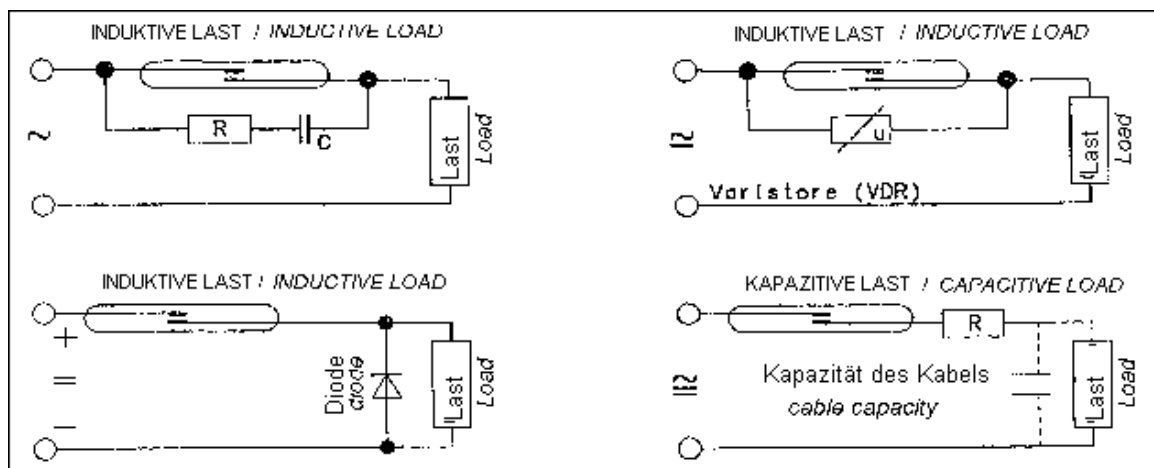 INDUKTIVE LAST / INDUCTIVE LOAD
R
C
~
Last
Load
INDUKTIVE LAST / INDUCTIVE LOAD
u
Last
Load
Varistore (VDR)
INDUKTIVE LAST / INDUCTIVE LOAD
+
=
−
Diode
diode
Last
Load
KAPAZITIVE LAST / CAPACITIVE LOAD
R
Kapazität des Kabels
cable capacity
Last
Load